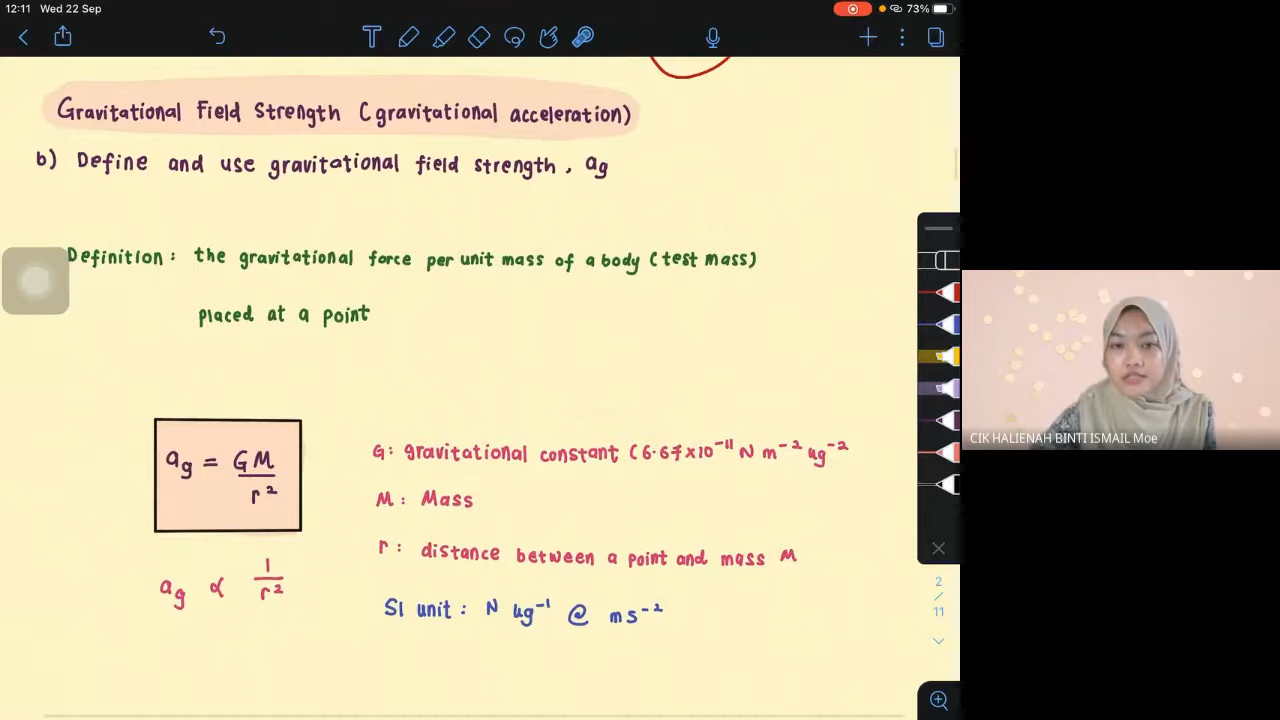 12:11 Wed 22 Sep
73%
Gravitational Field Strength (gravitational acceleration)
b) Define and use gravitational field strength, ag
Definition: the gravitational force per unit mass of a body (test mass)
placed at a point
ag = GM
r²
ag ∝ 1
r²
G: gravitational constant (6.67×10⁻¹¹ N m⁻² kg⁻²
M: Mass
r: distance between a point and mass M
SI unit: N kg⁻¹ @ ms⁻²
2
/
11
CIK HALIENAH BINTI ISMAIL Moe